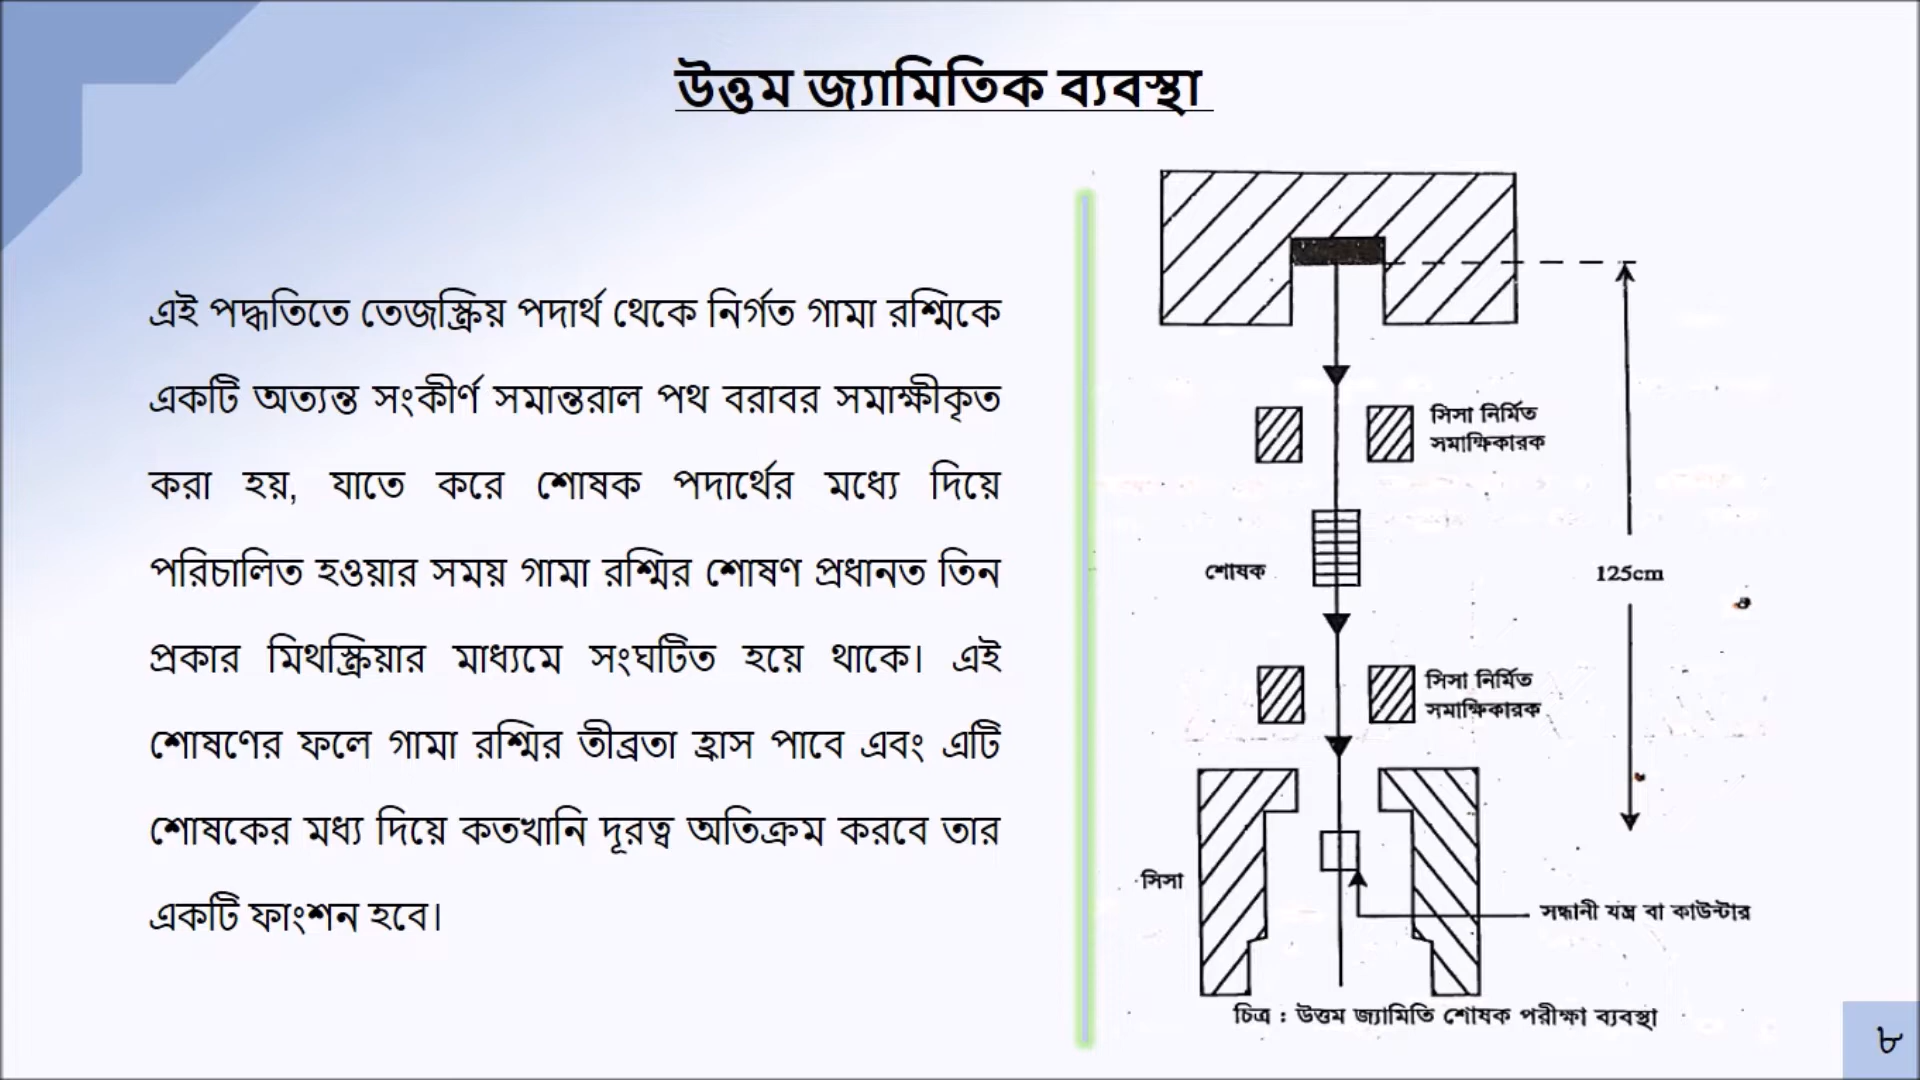 উত্তম জ্যামিতিক ব্যবস্থা
এই পদ্ধতিতে তেজস্ক্রিয় পদার্থ থেকে নির্গত গামা রশ্মিকে
একটি অত্যন্ত সংকীর্ণ সমান্তরাল পথ বরাবর সমাক্ষীকৃত
করা হয়, যাতে করে শোষক পদার্থের মধ্যে দিয়ে
পরিচালিত হওয়ার সময় গামা রশ্মির শোষণ প্রধানত তিন
প্রকার মিথস্ক্রিয়ার মাধ্যমে সংঘটিত হয়ে থাকে। এই
শোষণের ফলে গামা রশ্মির তীব্রতা হ্রাস পাবে এবং এটি
শোষকের মধ্য দিয়ে কতখানি দূরত্ব অতিক্রম করবে তার
একটি ফাংশন হবে।
সিসা নির্মিত
সমাক্ষিকারক
শোষক
125cm
সিসা নির্মিত
সমাক্ষিকারক
সিসা
সন্ধানী যন্ত্র বা কাউন্টার
চিত্র : উত্তম জ্যামিতি শোষক পরীক্ষা ব্যবস্থা
৮